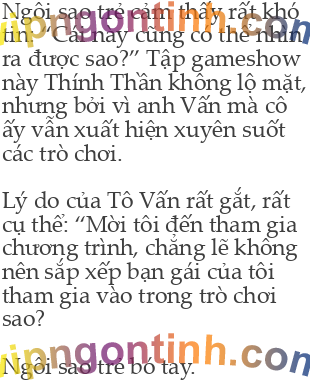 Ngôi sao trẻ cảm thấy rất khó
tin: “Cái này cũng có thể nhìn
ra được sao?” Tập gameshow
này Thính Thần không lộ mặt,
nhưng bởi vì anh Vấn mà cô
ấy vẫn xuất hiện xuyên suốt
các trò chơi.
Lý do của Tô Vấn rất gắt, rất
cụ thể: “Mời tôi đến tham gia
chương trình, chẳng lẽ không
nên sắp xếp bạn gái của tôi
tham gia vào trong trò chơi
sao?
Ngôi sao trẻ bó tay.
vipngontinh.com
vipngontinh.com